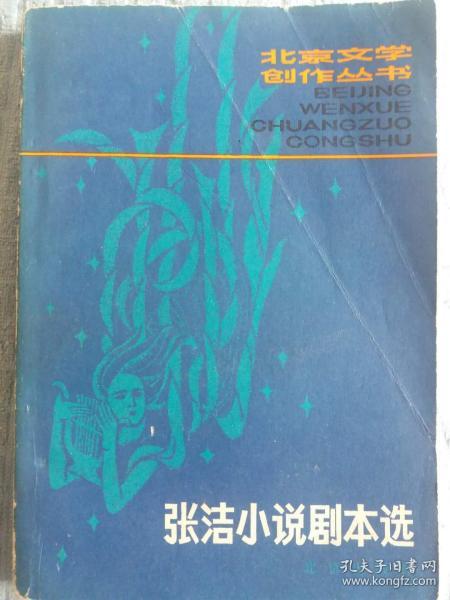 北京文学
创作丛书
BEIJING
WENXUE
CHUANGZUO
CONGSHU
张洁小说剧本选
北
孔夫子旧书网
www.kongfz.com